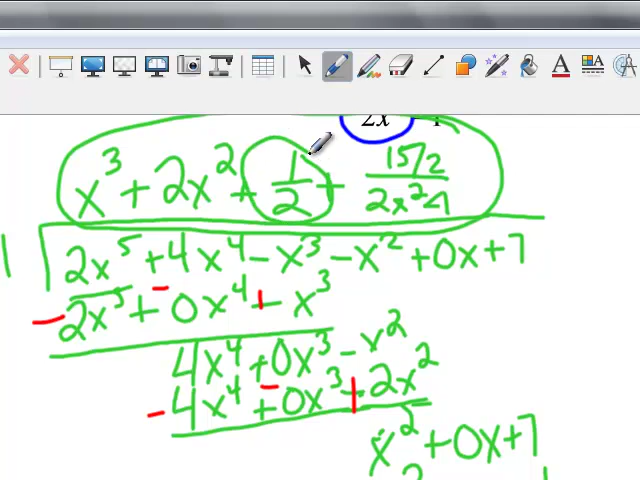 2x
x³ + 2x² + 1/2 + (15/2)/(2x²-1)
1 2x⁵ + 4x⁴ - x³ - x² + 0x + 7
- 2x⁵ + 0x⁴ + x³
4x⁴ + 0x³ - x²
- 4x⁴ + 0x³ + 2x²
x² + 0x + 7